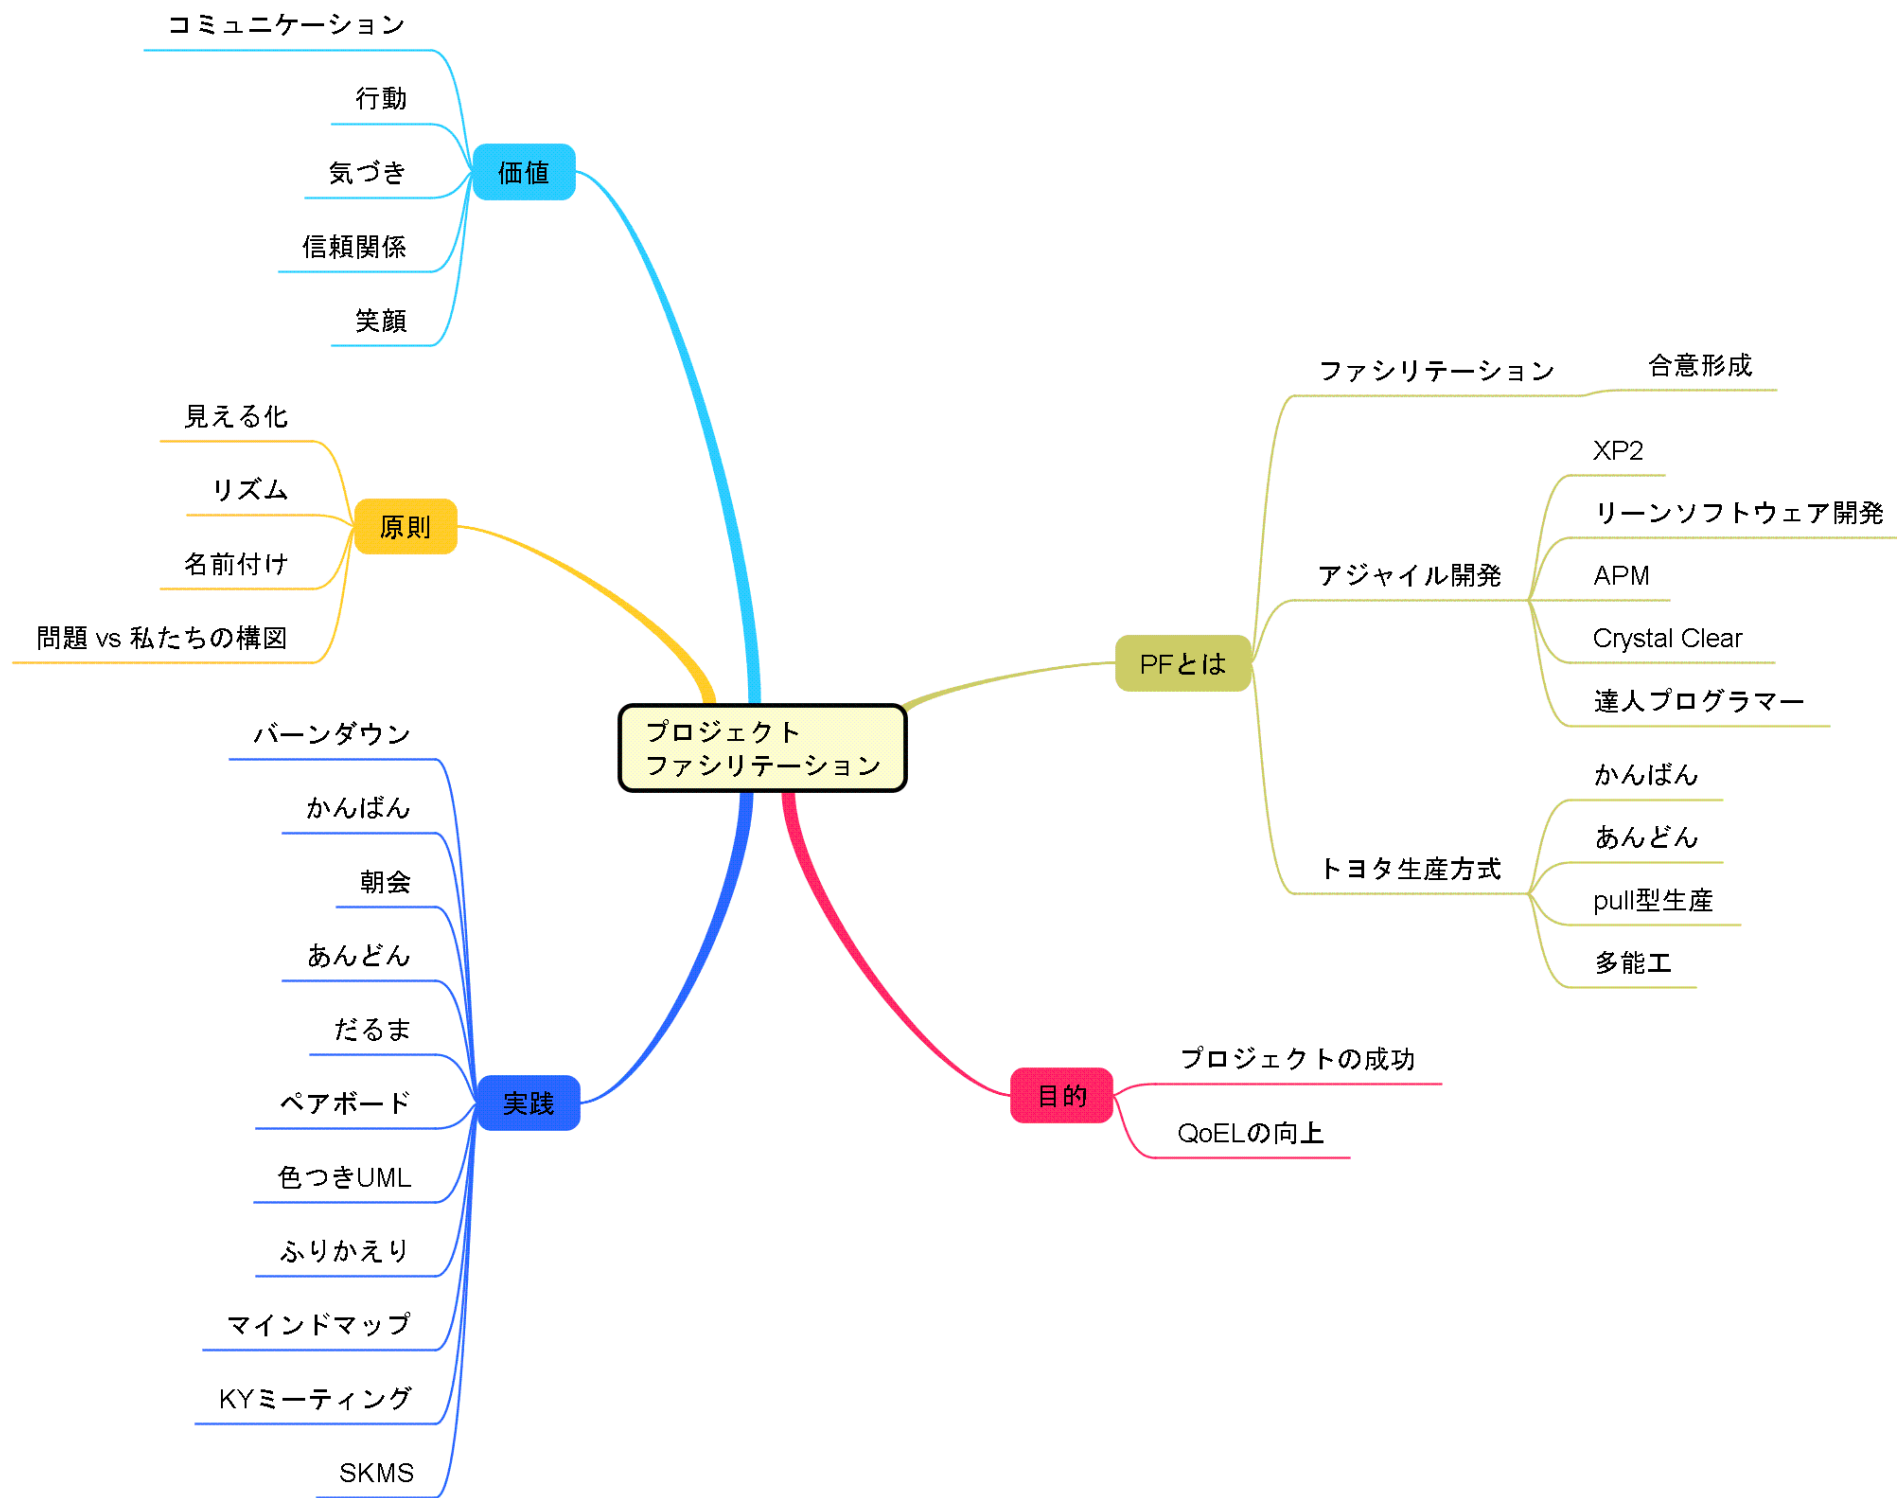 プロジェクト
ファシリテーション
PFとは
ファシリテーション
合意形成
アジャイル開発
XP2
リーンソフトウェア開発
APM
Crystal Clear
達人プログラマー
トヨタ生産方式
かんばん
あんどん
pull型生産
多能工
目的
プロジェクトの成功
QoELの向上
価値
コミュニケーション
行動
気づき
信頼関係
笑顔
原則
見える化
リズム
名前付け
問題 vs 私たちの構図
実践
バーンダウン
かんばん
朝会
あんどん
だるま
ペアボード
色つきUML
ふりかえり
マインドマップ
KYミーティング
SKMS